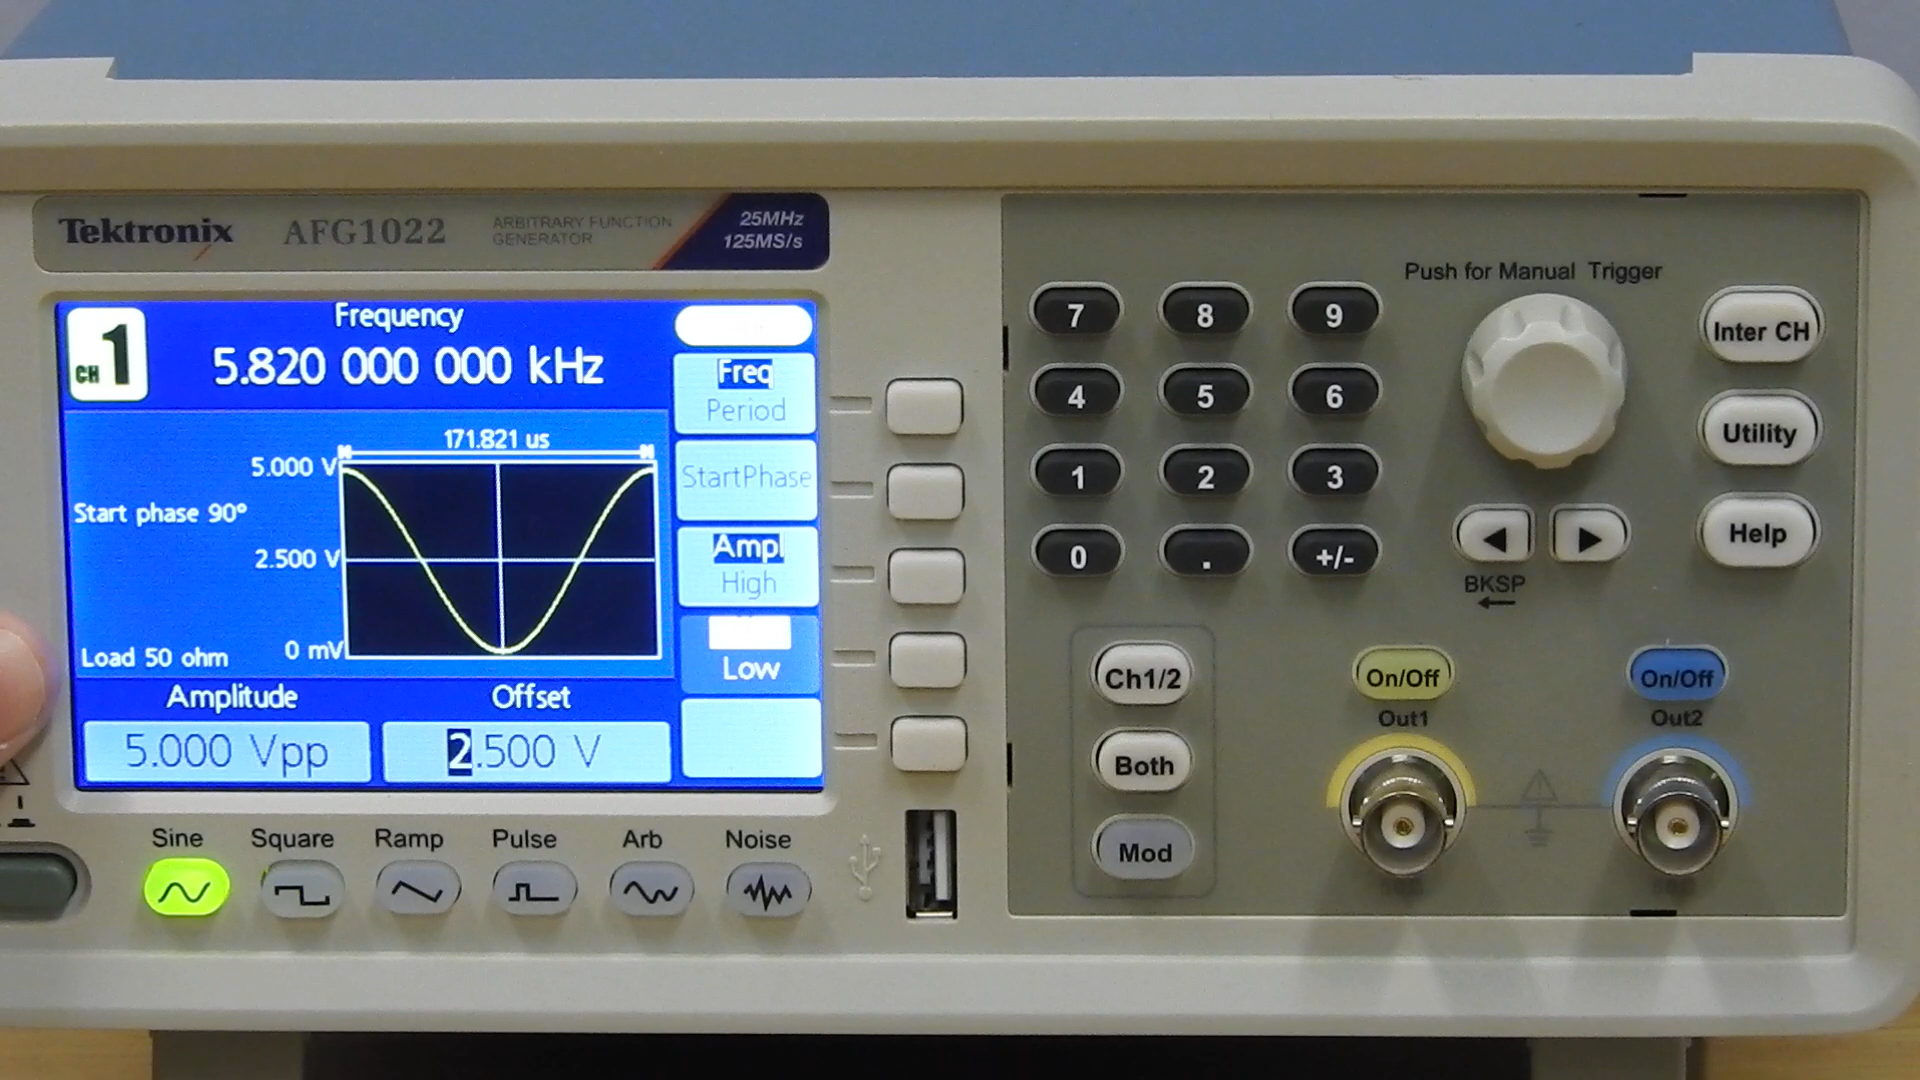 Tektronix AFG1022 ARBITRARY FUNCTION GENERATOR 25MHz 125MS/s
CH 1
Frequency
5.820 000 000 kHz
Freq
Period
StartPhase
Ampl
High
Low
171.821 us
5.000 V
Start phase 90°
2.500 V
Load 50 ohm
0 mV
Amplitude
Offset
5.000 Vpp
2.500 V
Sine
Square
Ramp
Pulse
Arb
Noise
7 8 9
4 5 6
1 2 3
0 . +/-
Push for Manual Trigger
BKSP
Inter CH
Utility
Help
Ch1/2
Both
Mod
On/Off
Out1
On/Off
Out2